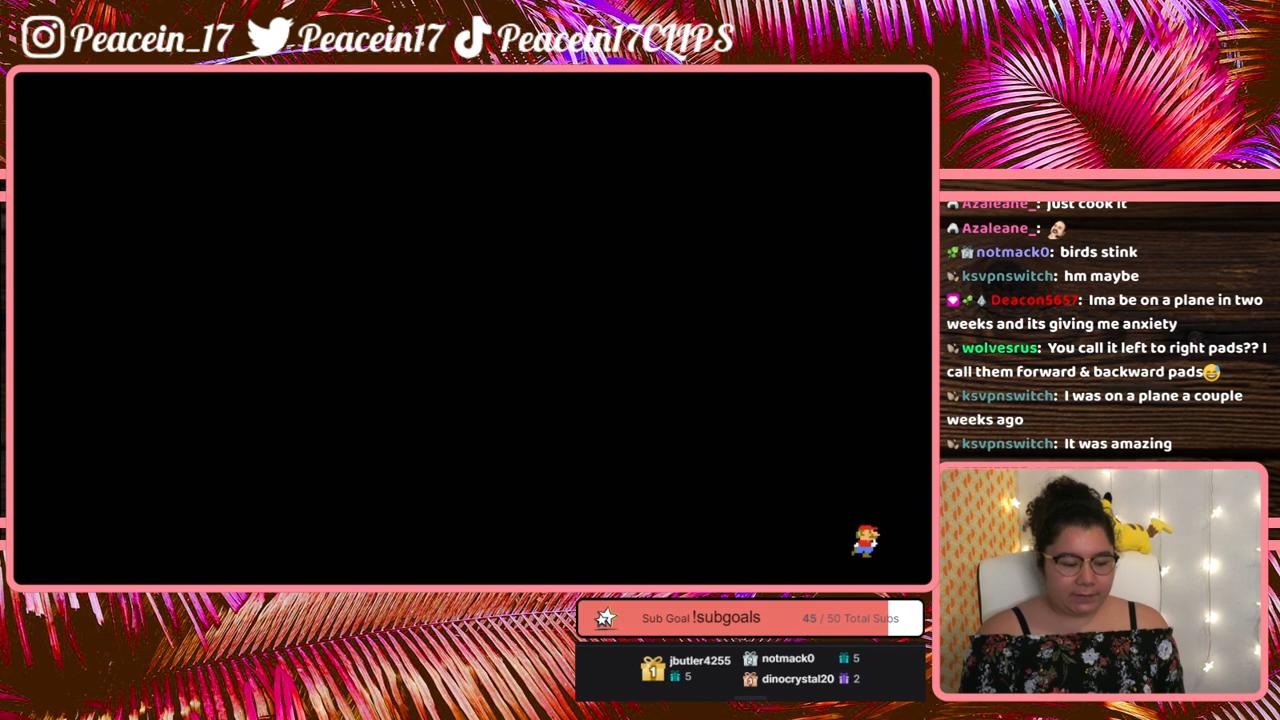 Peacein_17 Peacein17 Peacein17ClIPS
Azaleane_: just cook it
Azaleane_:
notmack0: birds stink
ksvpnswitch: hm maybe
Deacon5657: Ima be on a plane in two
weeks and its giving me anxiety
wolvesrus: You call it left to right pads?? I
call them forward & backward pads😅
ksvpnswitch: I was on a plane a couple
weeks ago
ksvpnswitch: It was amazing
Sub Goal !subgoals 45 / 50 Total Subs
1 jbutler4255 5
2 notmack0 5
3 dinocrystal20 2